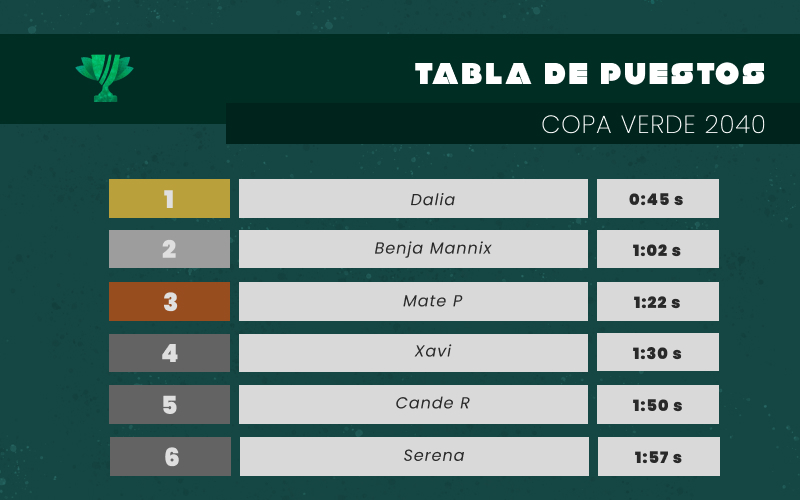 TABLA DE PUESTOS
COPA VERDE 2040
1 Dalia 0:45 s
2 Benja Mannix 1:02 s
3 Mate P 1:22 s
4 Xavi 1:30 s
5 Cande R 1:50 s
6 Serena 1:57 s